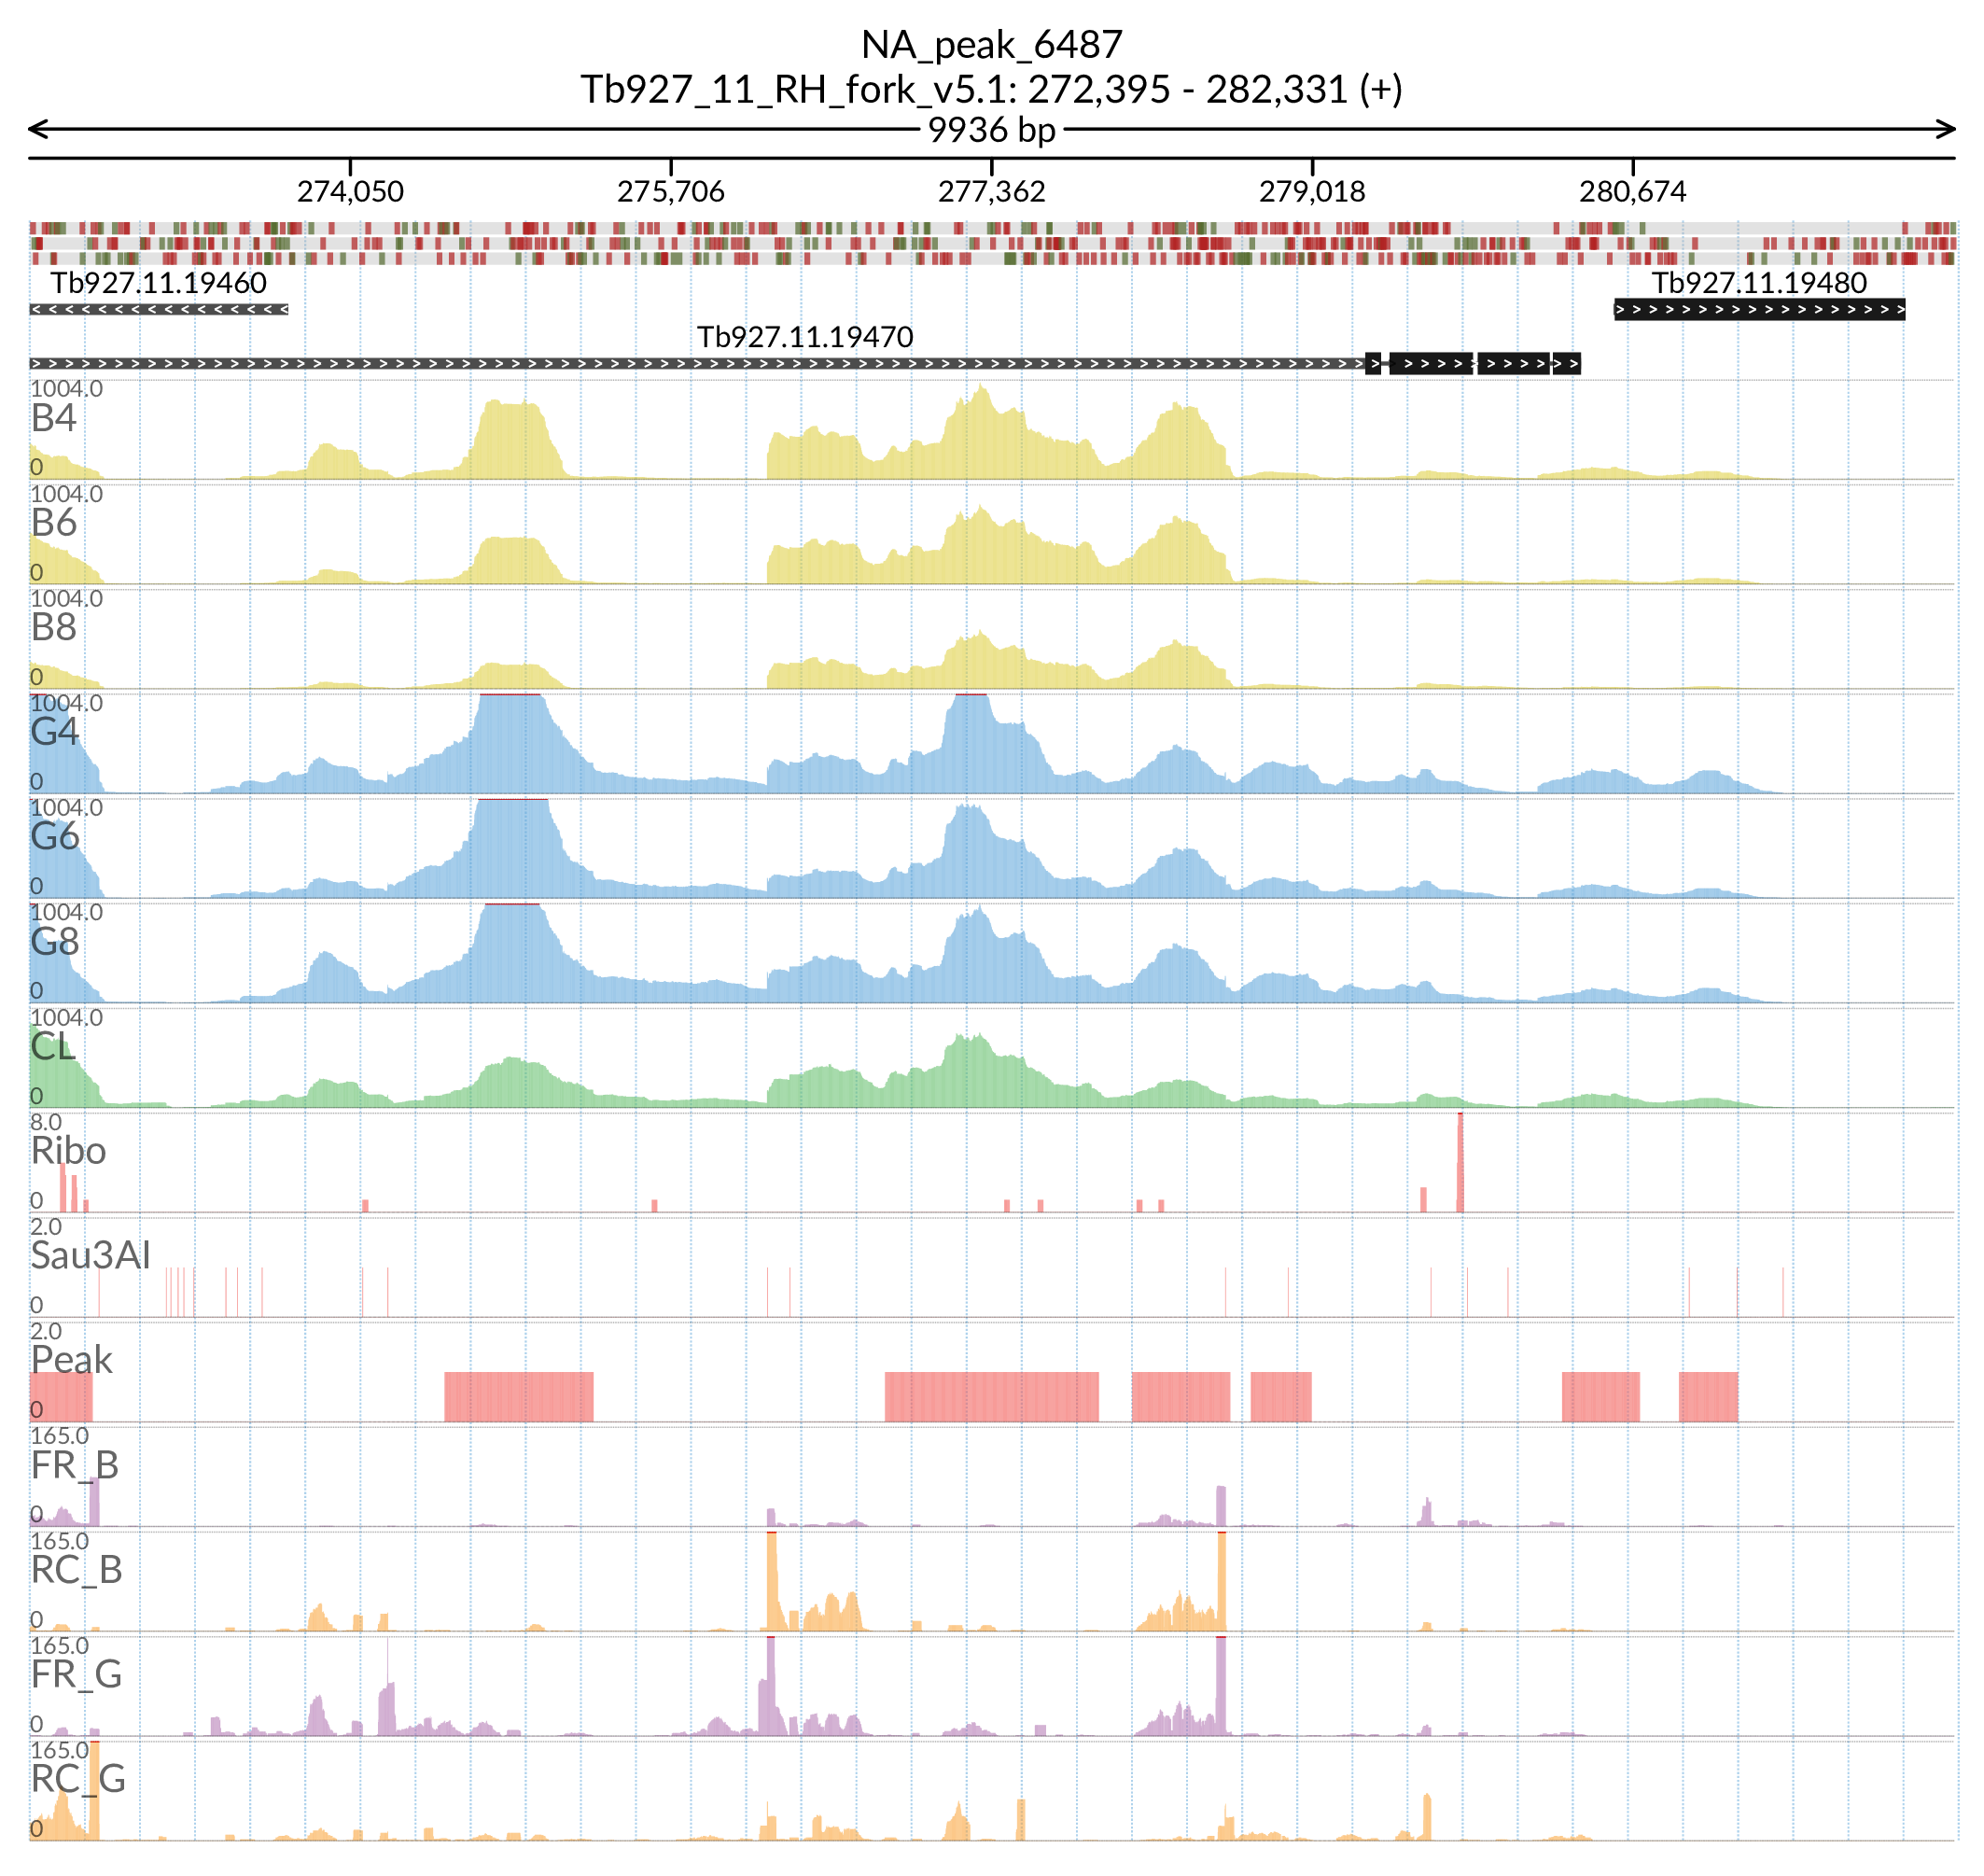 NA_peak_6487
Tb927_11_RH_fork_v5.1: 272,395 - 282,331 (+)
9936 bp
274,050 275,706 277,362 279,018 280,674
Tb927.11.19460 Tb927.11.19480
Tb927.11.19470
1004.0
B4
0
1004.0
B6
0
1004.0
B8
0
1004.0
G4
0
1004.0
G6
0
1004.0
G8
0
1004.0
CL
0
8.0
Ribo
0
2.0
Sau3AI
0
2.0
Peak
0
165.0
FR_B
0
165.0
RC_B
0
165.0
FR_G
0
165.0
RC_G
0